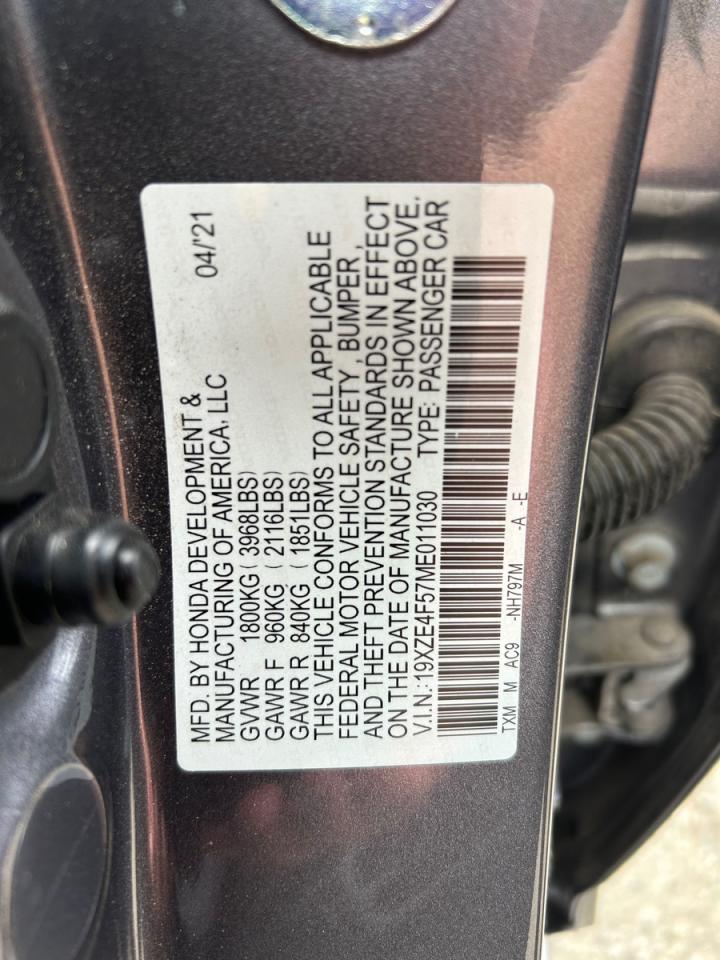 MFD. BY HONDA DEVELOPMENT &
MANUFACTURING OF AMERICA, LLC 04/'21
GVWR 1800KG ( 3968LBS)
GAWR F 960KG ( 2116LBS)
GAWR R 840KG ( 1851LBS)
THIS VEHICLE CONFORMS TO ALL APPLICABLE
FEDERAL MOTOR VEHICLE SAFETY, BUMPER,
AND THEFT PREVENTION STANDARDS IN EFFECT
ON THE DATE OF MANUFACTURE SHOWN ABOVE.
V.I.N.: 19XZE4F57ME011030 TYPE: PASSENGER CAR
TXM M AC9 -NH797M -A -E